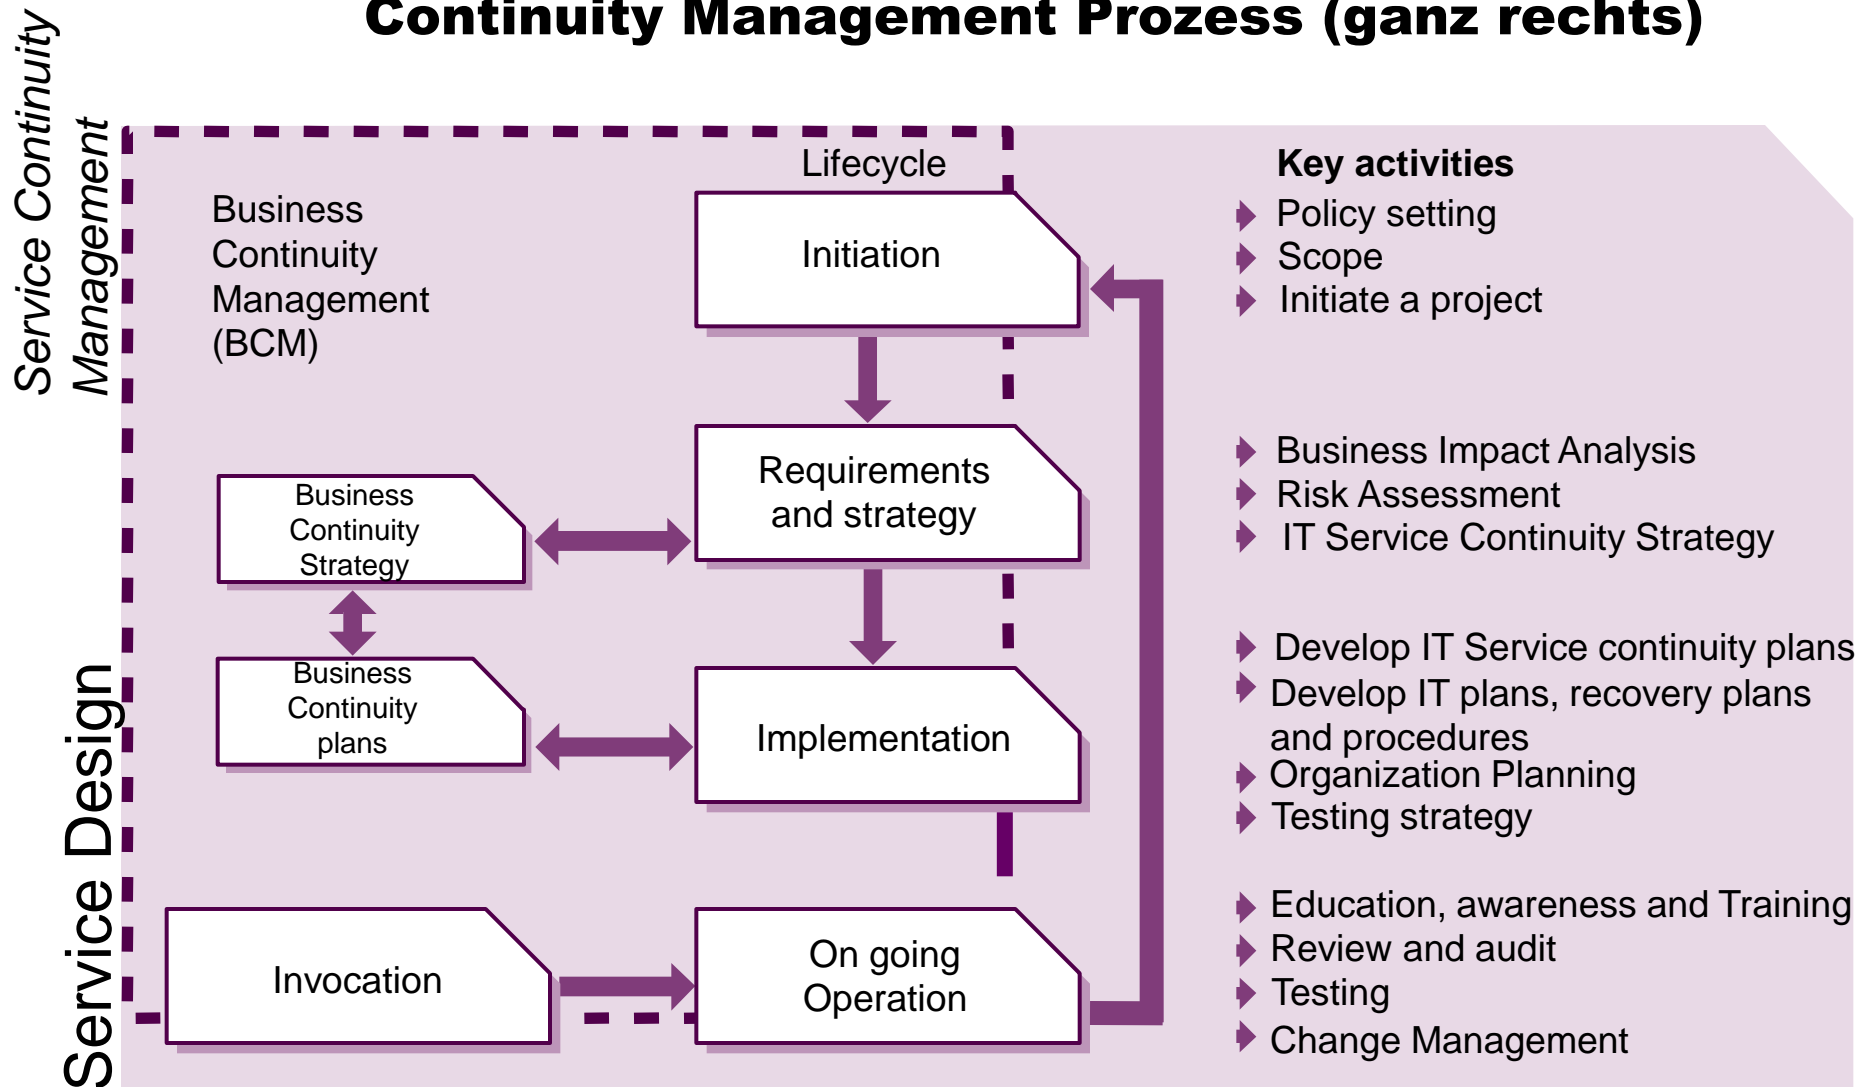 Continuity Management Prozess (ganz rechts)
Service Continuity
Management
Service Design
Business
Continuity
Management
(BCM)
Lifecycle
Initiation
Requirements
and strategy
Business
Continuity
Strategy
Business
Continuity
plans
Implementation
Invocation
On going
Operation
Key activities
Policy setting
Scope
Initiate a project
Business Impact Analysis
Risk Assessment
IT Service Continuity Strategy
Develop IT Service continuity plans
Develop IT plans, recovery plans
and procedures
Organization Planning
Testing strategy
Education, awareness and Training
Review and audit
Testing
Change Management